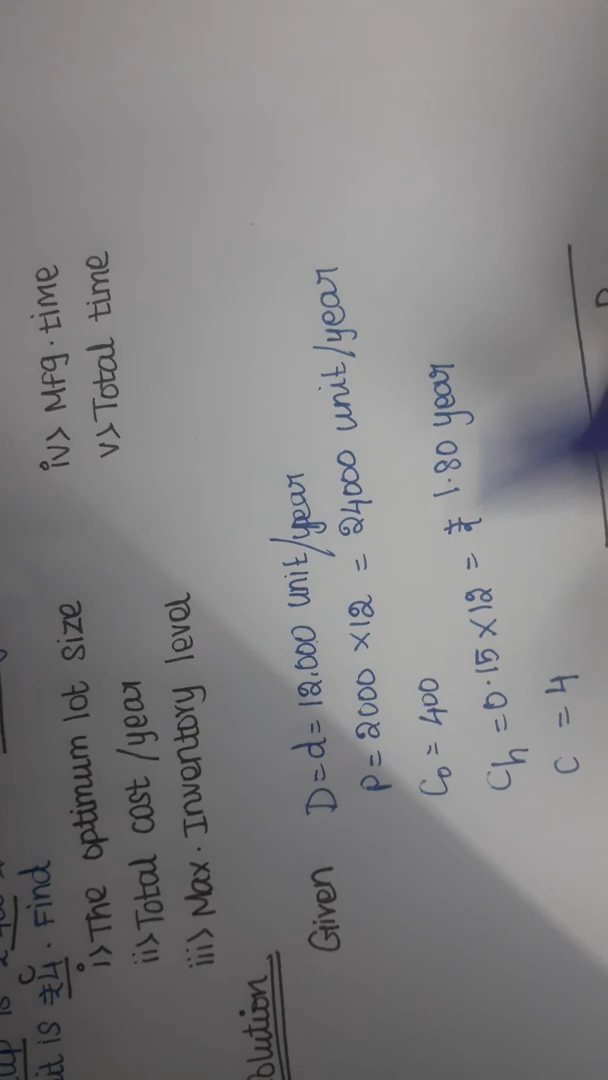 it is ₹4. Find
C
i> The optimum lot size
ii> Total cost/year
iii> Max. Inventory level
iv> Mfg. time
v> Total time
Given D=d= 12.000 unit/year
P= 2000 ×12 = 24000 unit/year
Co = 400
Ch = 0.15 ×12 = ₹ 1.80 year
C = 4